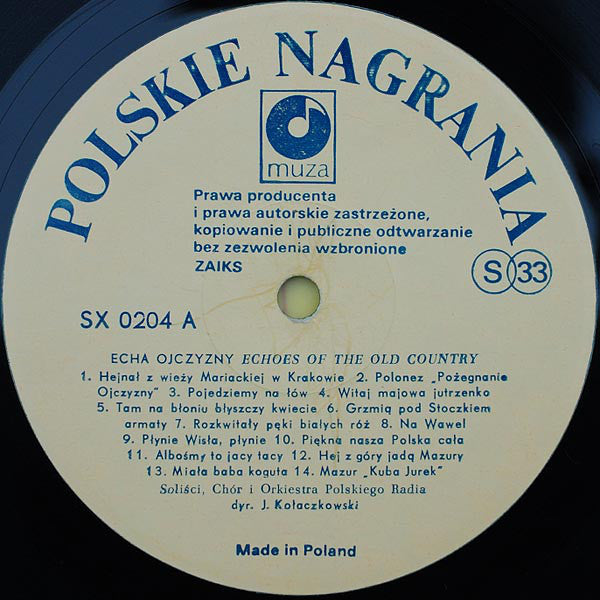 POLSKIE NAGRANIA
muza
Prawa producenta
i prawa autorskie zastrzeżone,
kopiowanie i publiczne odtwarzanie
bez zezwolenia wzbronione
ZAIKS
S 33
SX 0204 A
ECHA OJCZYZNY ECHOES OF THE OLD COUNTRY
1. Hejnał z wieży Mariackiej w Krakowie 2. Polonez „Pożegnanie
Ojczyzny" 3. Pojedziemy na łów 4. Witaj majowa jutrzenko
5. Tam na błoniu błyszczy kwiecie 6. Grzmią pod Stoczkiem
armaty 7. Rozkwitały pęki białych róż 8. Na Wawel
9. Płynie Wisła, płynie 10. Piękna nasza Polska cała
11. Albośmy to jacy tacy 12. Hej z góry jadą Mazury
13. Miała baba koguta 14. Mazur „Kuba Jurek"
Soliści, Chór i Orkiestra Polskiego Radia
dyr. J. Kołaczkowski
Made in Poland